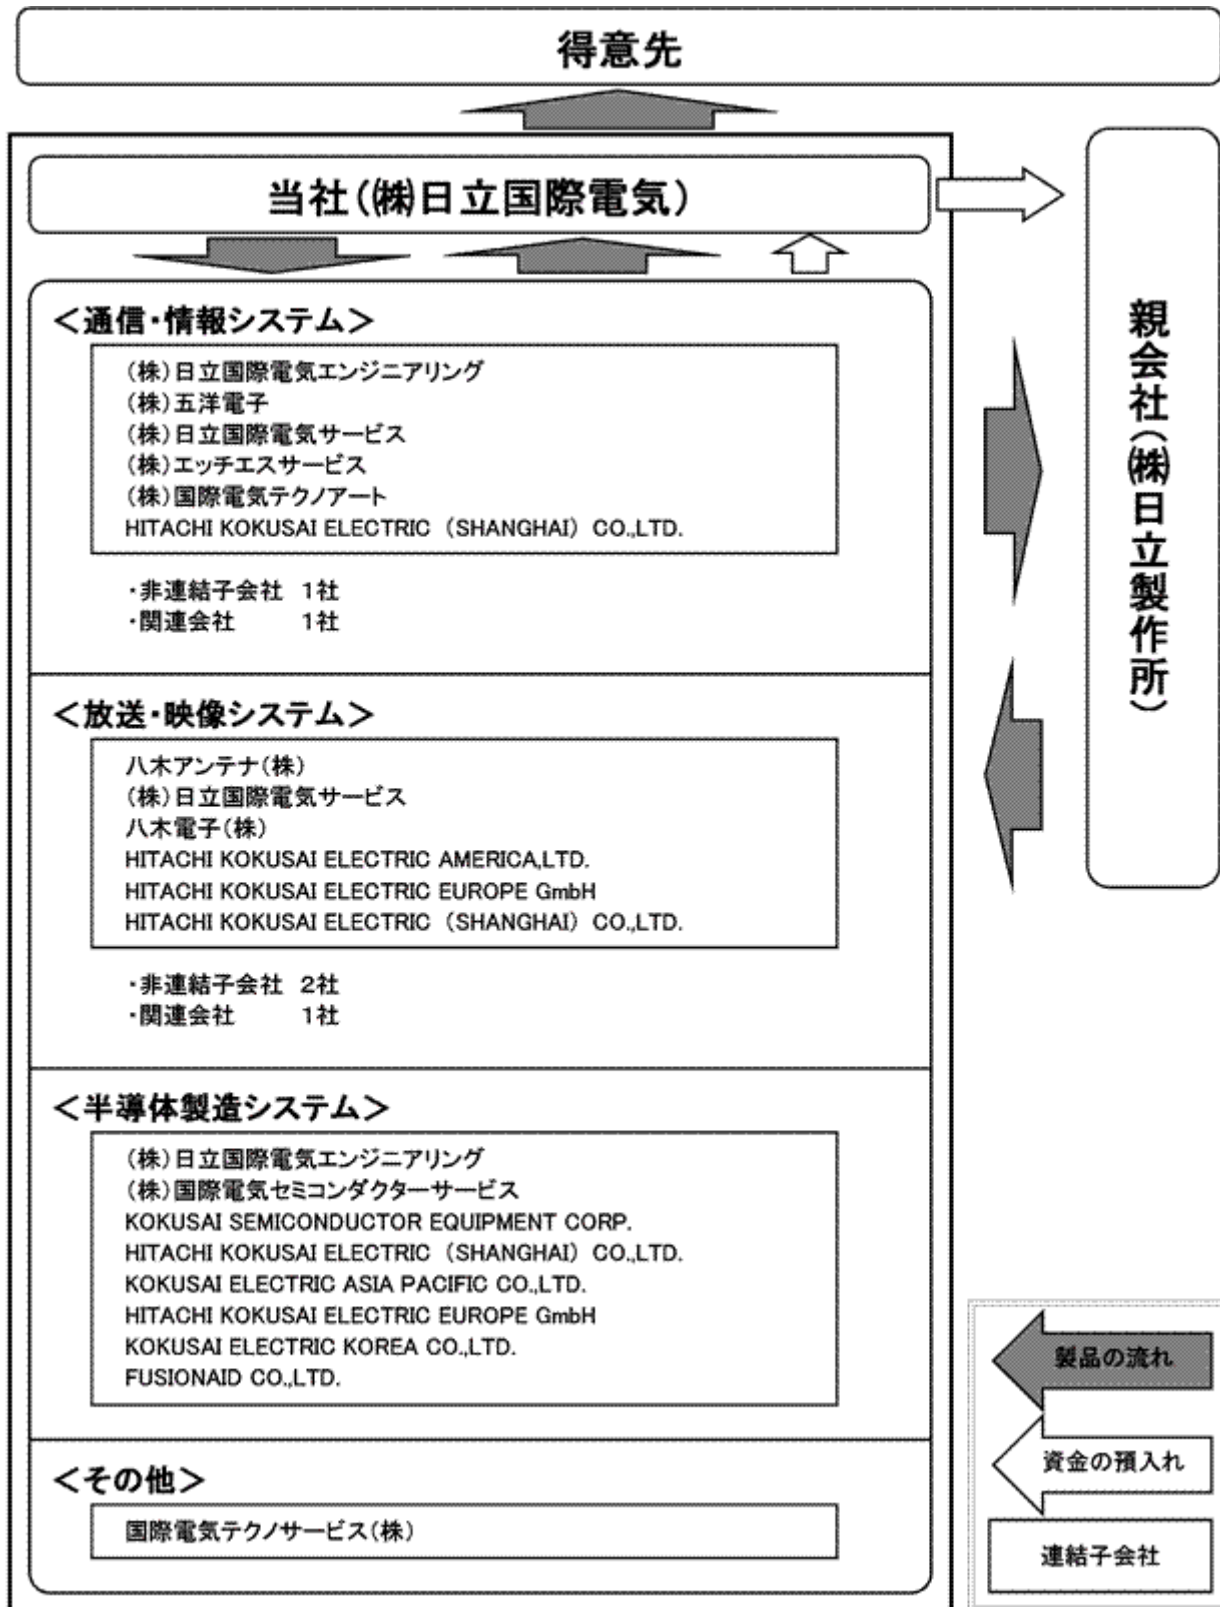 得意先
当社(㈱日立国際電気)
親会社(㈱日立製作所)
＜通信・情報システム＞
(株)日立国際電気エンジニアリング
(株)五洋電子
(株)日立国際電気サービス
(株)エッチエスサービス
(株)国際電気テクノアート
HITACHI KOKUSAI ELECTRIC (SHANGHAI) CO.,LTD.
・非連結子会社 1社
・関連会社 1社
＜放送・映像システム＞
八木アンテナ(株)
(株)日立国際電気サービス
八木電子(株)
HITACHI KOKUSAI ELECTRIC AMERICA,LTD.
HITACHI KOKUSAI ELECTRIC EUROPE GmbH
HITACHI KOKUSAI ELECTRIC (SHANGHAI) CO.,LTD.
・非連結子会社 2社
・関連会社 1社
＜半導体製造システム＞
(株)日立国際電気エンジニアリング
(株)国際電気セミコンダクターサービス
KOKUSAI SEMICONDUCTOR EQUIPMENT CORP.
HITACHI KOKUSAI ELECTRIC (SHANGHAI) CO.,LTD.
KOKUSAI ELECTRIC ASIA PACIFIC CO.,LTD.
HITACHI KOKUSAI ELECTRIC EUROPE GmbH
KOKUSAI ELECTRIC KOREA CO.,LTD.
FUSIONAID CO.,LTD.
＜その他＞
国際電気テクノサービス(株)
製品の流れ
資金の預入れ
連結子会社